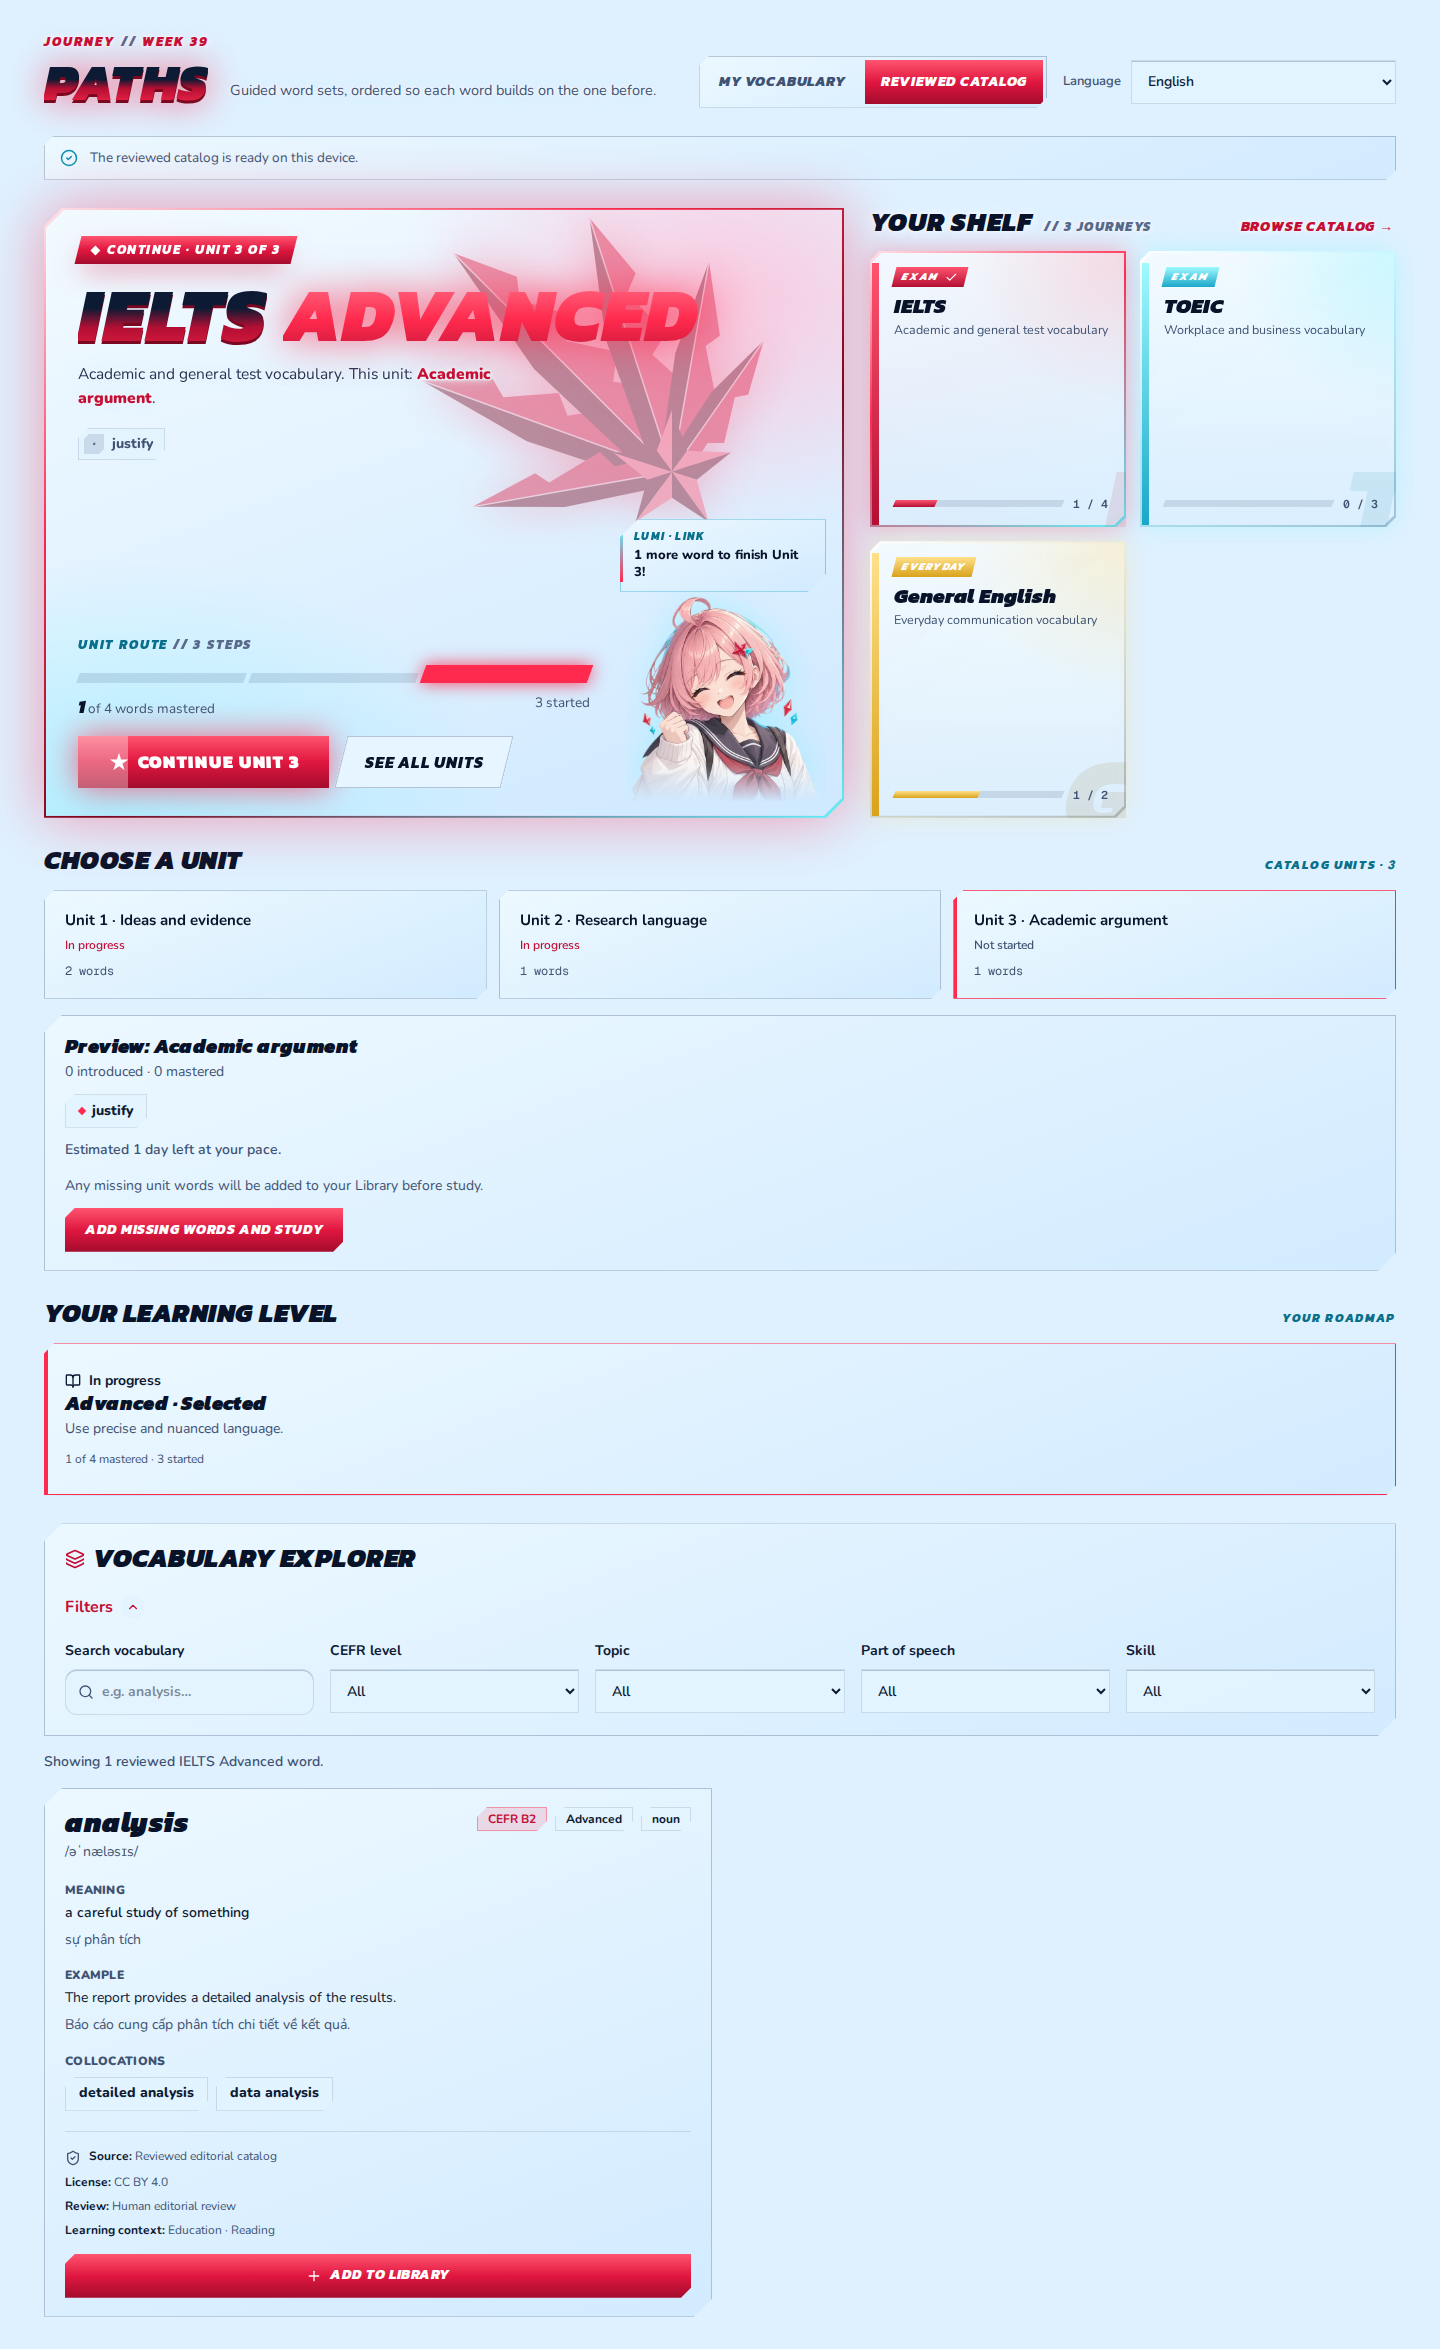 JOURNEY // WEEK 39
PATHS
Guided word sets, ordered so each word builds on the one before.
MY VOCABULARY
REVIEWED CATALOG
Language
English
The reviewed catalog is ready on this device.
◆ CONTINUE · UNIT 3 OF 3
IELTS ADVANCED
Academic and general test vocabulary. This unit: Academic
argument.
· justify
LUMI · LINK
1 more word to finish Unit
3!
UNIT ROUTE // 3 STEPS
1 of 4 words mastered
3 started
★ CONTINUE UNIT 3
SEE ALL UNITS
YOUR SHELF // 3 JOURNEYS
BROWSE CATALOG →
EXAM ✓
IELTS
Academic and general test vocabulary
1 / 4
EXAM
TOEIC
Workplace and business vocabulary
0 / 3
EVERYDAY
General English
Everyday communication vocabulary
1 / 2
CHOOSE A UNIT
CATALOG UNITS · 3
Unit 1 · Ideas and evidence
In progress
2 words
Unit 2 · Research language
In progress
1 words
Unit 3 · Academic argument
Not started
1 words
Preview: Academic argument
0 introduced · 0 mastered
◆ justify
Estimated 1 day left at your pace.
Any missing unit words will be added to your Library before study.
ADD MISSING WORDS AND STUDY
YOUR LEARNING LEVEL
YOUR ROADMAP
In progress
Advanced · Selected
Use precise and nuanced language.
1 of 4 mastered · 3 started
VOCABULARY EXPLORER
Filters
Search vocabulary
e.g. analysis...
CEFR level
All
Topic
All
Part of speech
All
Skill
All
Showing 1 reviewed IELTS Advanced word.
analysis
CEFR B2
Advanced
noun
/əˈnæləsɪs/
MEANING
a careful study of something
sự phân tích
EXAMPLE
The report provides a detailed analysis of the results.
Báo cáo cung cấp phân tích chi tiết về kết quả.
COLLOCATIONS
detailed analysis
data analysis
Source: Reviewed editorial catalog
License: CC BY 4.0
Review: Human editorial review
Learning context: Education · Reading
+ ADD TO LIBRARY